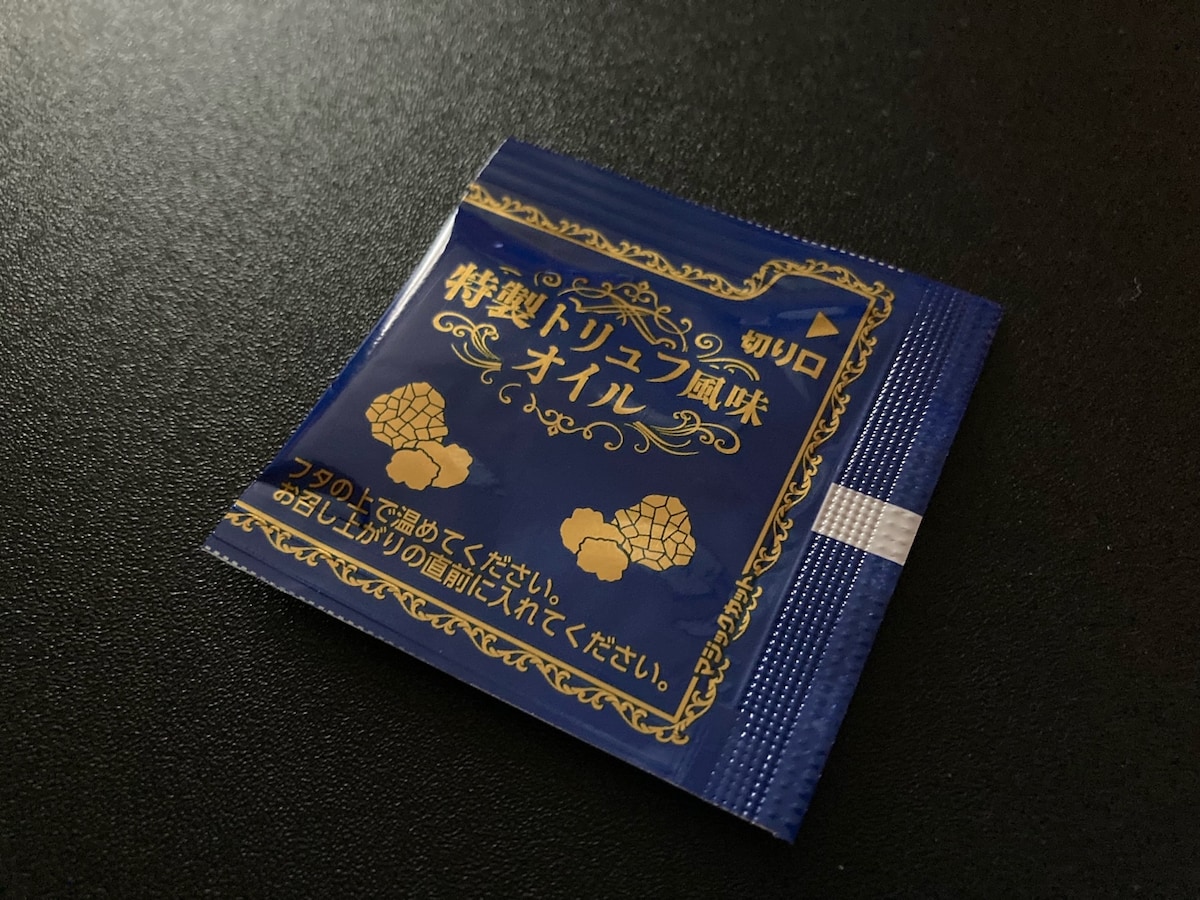 特製トリュフ風味
オイル
切り口
フタの上で温めてください。
お召し上がりの直前に入れてください。
マジックカット